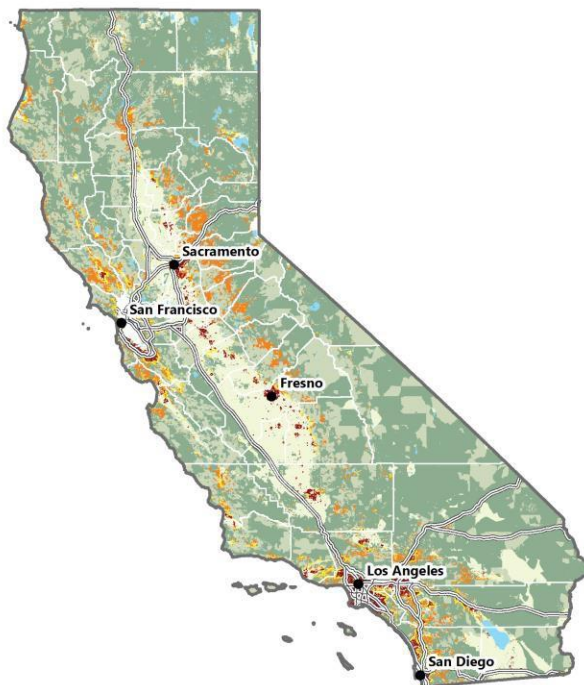 Sacramento
San Francisco
Fresno
Los Angeles
San Diego